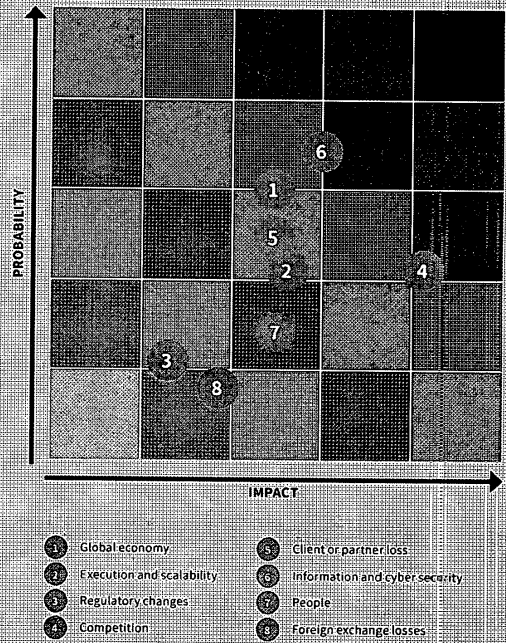 PROBABILITY
6
1
5
2
4
7
3
8
IMPACT
1 Global economy
2 Execution and scalability
3 Regulatory changes
4 Competition
5 Client or partner loss
6 Information and cyber security
7 People
8 Foreign exchange losses